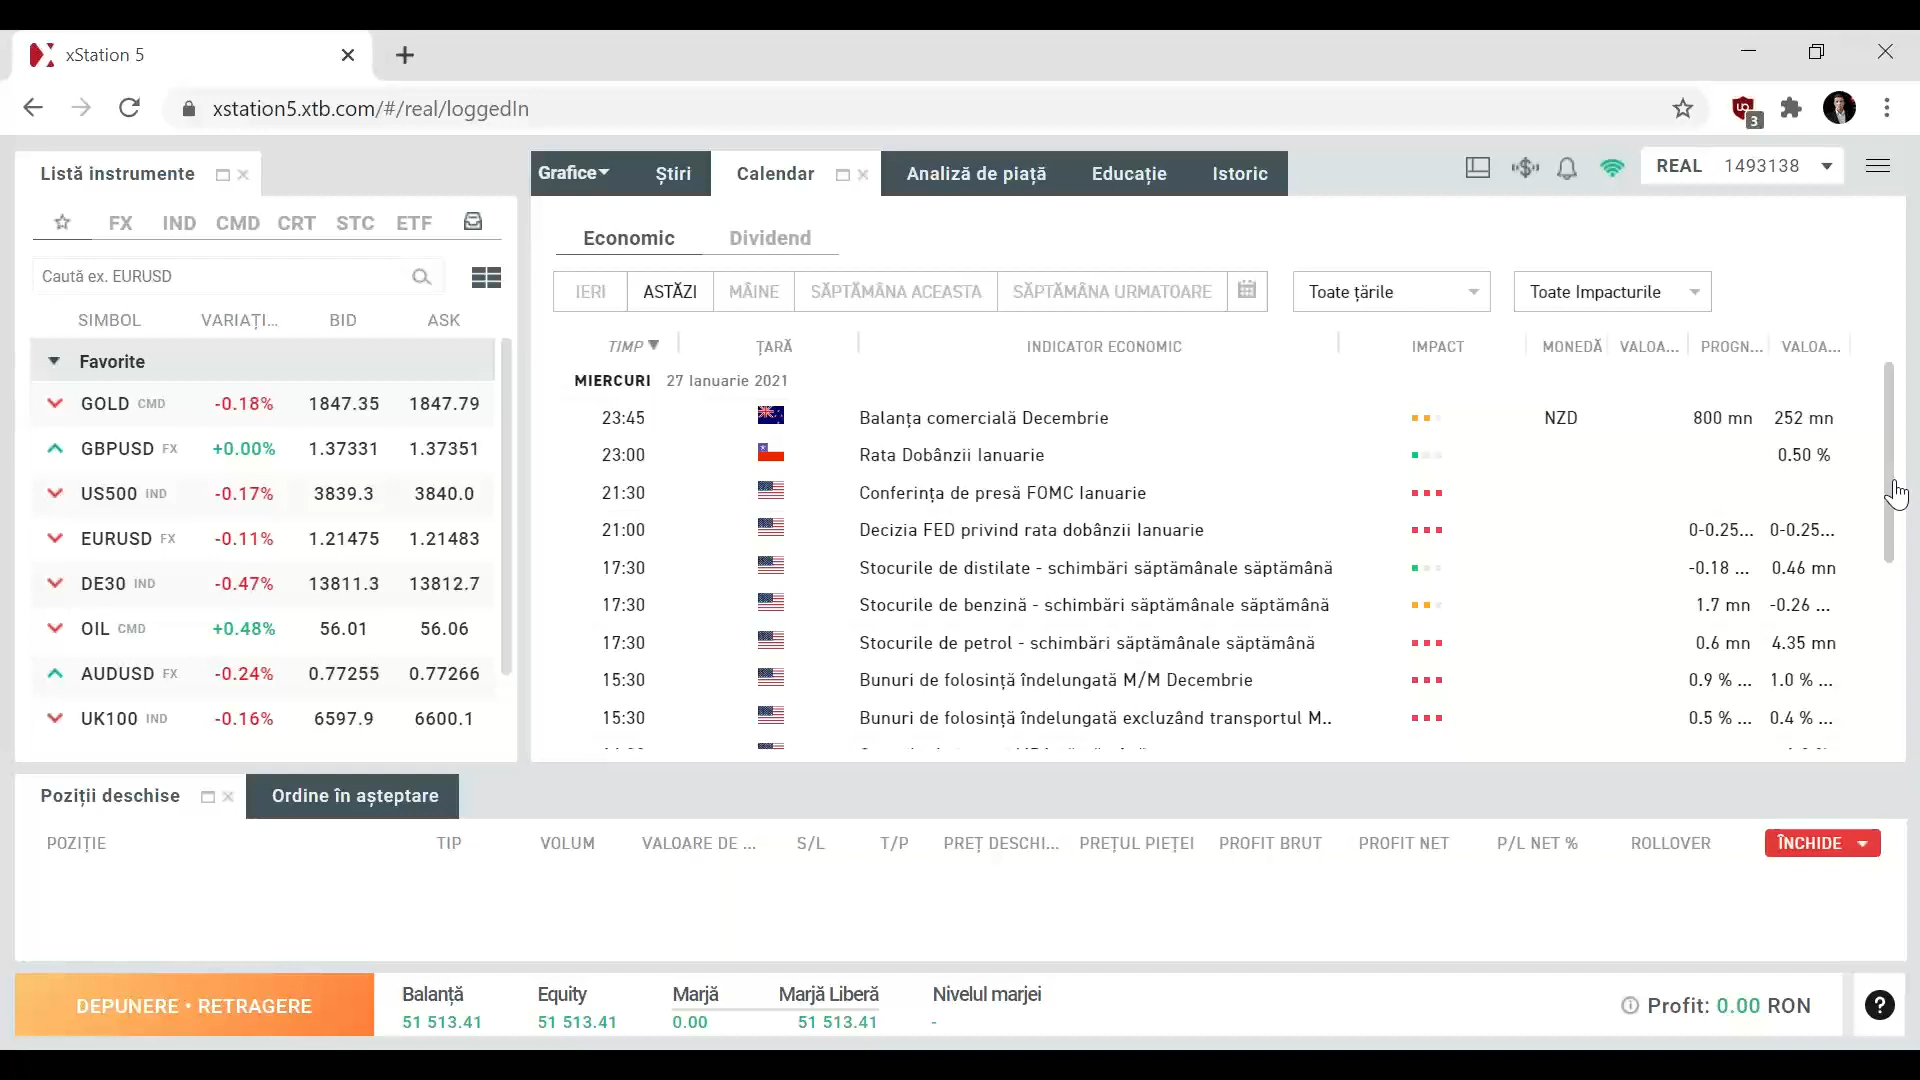 xStation 5
xstation5.xtb.com/#/real/loggedIn
3
Listă instrumente
Grafice
Știri
Calendar
Analiză de piață
Educație
Istoric
REAL 1493138
FX IND CMD CRT STC ETF
Caută ex. EURUSD
SIMBOL VARIAȚI... BID ASK
Favorite
GOLD CMD -0.18% 1847.35 1847.79
GBPUSD FX +0.00% 1.37331 1.37351
US500 IND -0.17% 3839.3 3840.0
EURUSD FX -0.11% 1.21475 1.21483
DE30 IND -0.47% 13811.3 13812.7
OIL CMD +0.48% 56.01 56.06
AUDUSD FX -0.24% 0.77255 0.77266
UK100 IND -0.16% 6597.9 6600.1
Economic Dividend
IERI ASTĂZI MÂINE SĂPTĂMÂNA ACEASTA SĂPTĂMÂNA URMATOARE
Toate țările
Toate Impacturile
TIMP ȚARĂ INDICATOR ECONOMIC IMPACT MONEDĂ VALOA... PROGN... VALOA...
MIERCURI 27 Ianuarie 2021
23:45 Balanța comercială Decembrie NZD 800 mn 252 mn
23:00 Rata Dobânzii Ianuarie 0.50 %
21:30 Conferința de presă FOMC Ianuarie
21:00 Decizia FED privind rata dobânzii Ianuarie 0-0.25... 0-0.25...
17:30 Stocurile de distilate - schimbări săptămânale săptămână -0.18 ... 0.46 mn
17:30 Stocurile de benzină - schimbări săptămânale săptămână 1.7 mn -0.26 ...
17:30 Stocurile de petrol - schimbări săptămânale săptămână 0.6 mn 4.35 mn
15:30 Bunuri de folosință îndelungată M/M Decembrie 0.9 % ... 1.0 % ...
15:30 Bunuri de folosință îndelungată excluzând transportul M.. 0.5 % ... 0.4 % ...
Poziții deschise
Ordine în așteptare
POZIȚIE TIP VOLUM VALOARE DE ... S/L T/P PREȚ DESCHI... PREȚUL PIEȚEI PROFIT BRUT PROFIT NET P/L NET % ROLLOVER ÎNCHIDE
DEPUNERE • RETRAGERE
Balanță Equity Marjă Marjă Liberă Nivelul marjei
51 513.41 51 513.41 0.00 51 513.41 -
Profit: 0.00 RON
?